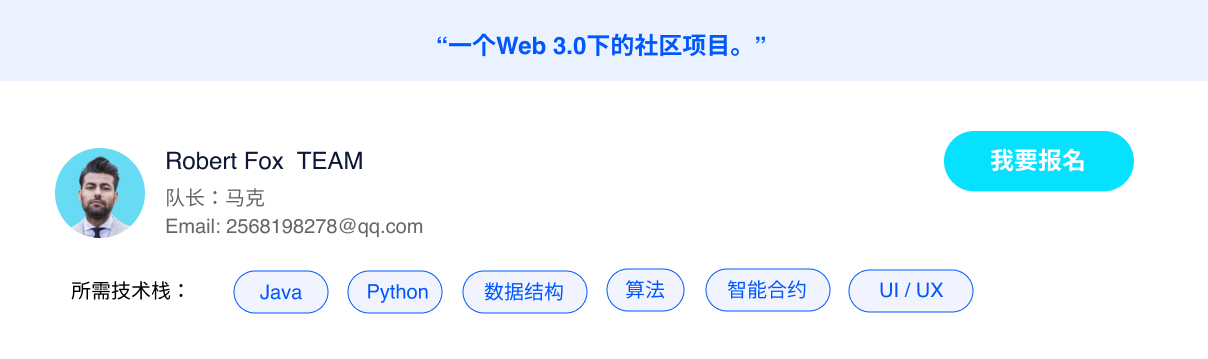 “一个Web 3.0下的社区项目。”
Robert Fox  TEAM
我要报名
队长：马克
Email: 2568198278@qq.com
所需技术栈： Java Python 数据结构 算法 智能合约 UI / UX